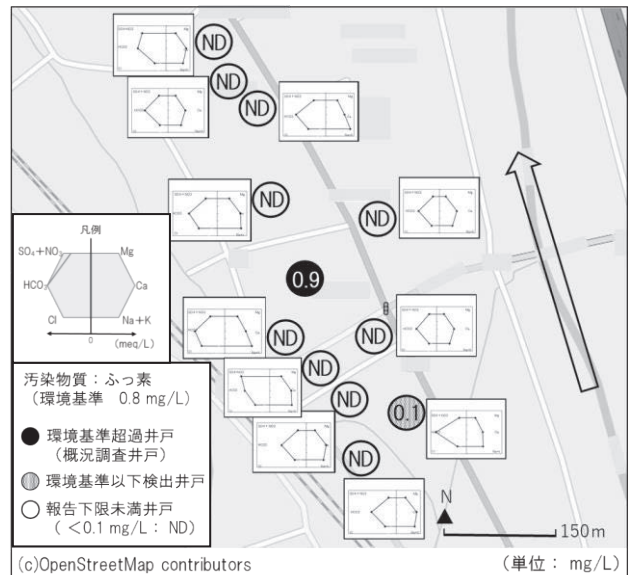 ND
ND
ND
ND
ND
0.9
凡例
SO₄+NO₃
Mg
HCO₃
Ca
Cl
Na+K
0
(meq/L)
ND
ND
ND
ND
0.1
ND
汚染物質:ふっ素
(環境基準 0.8 mg/L)
環境基準超過井戸
(概況調査井戸)
環境基準以下検出井戸
報告下限未満井戸
(<0.1 mg/L: ND)
N
150m
(c)OpenStreetMap contributors
(単位: mg/L)